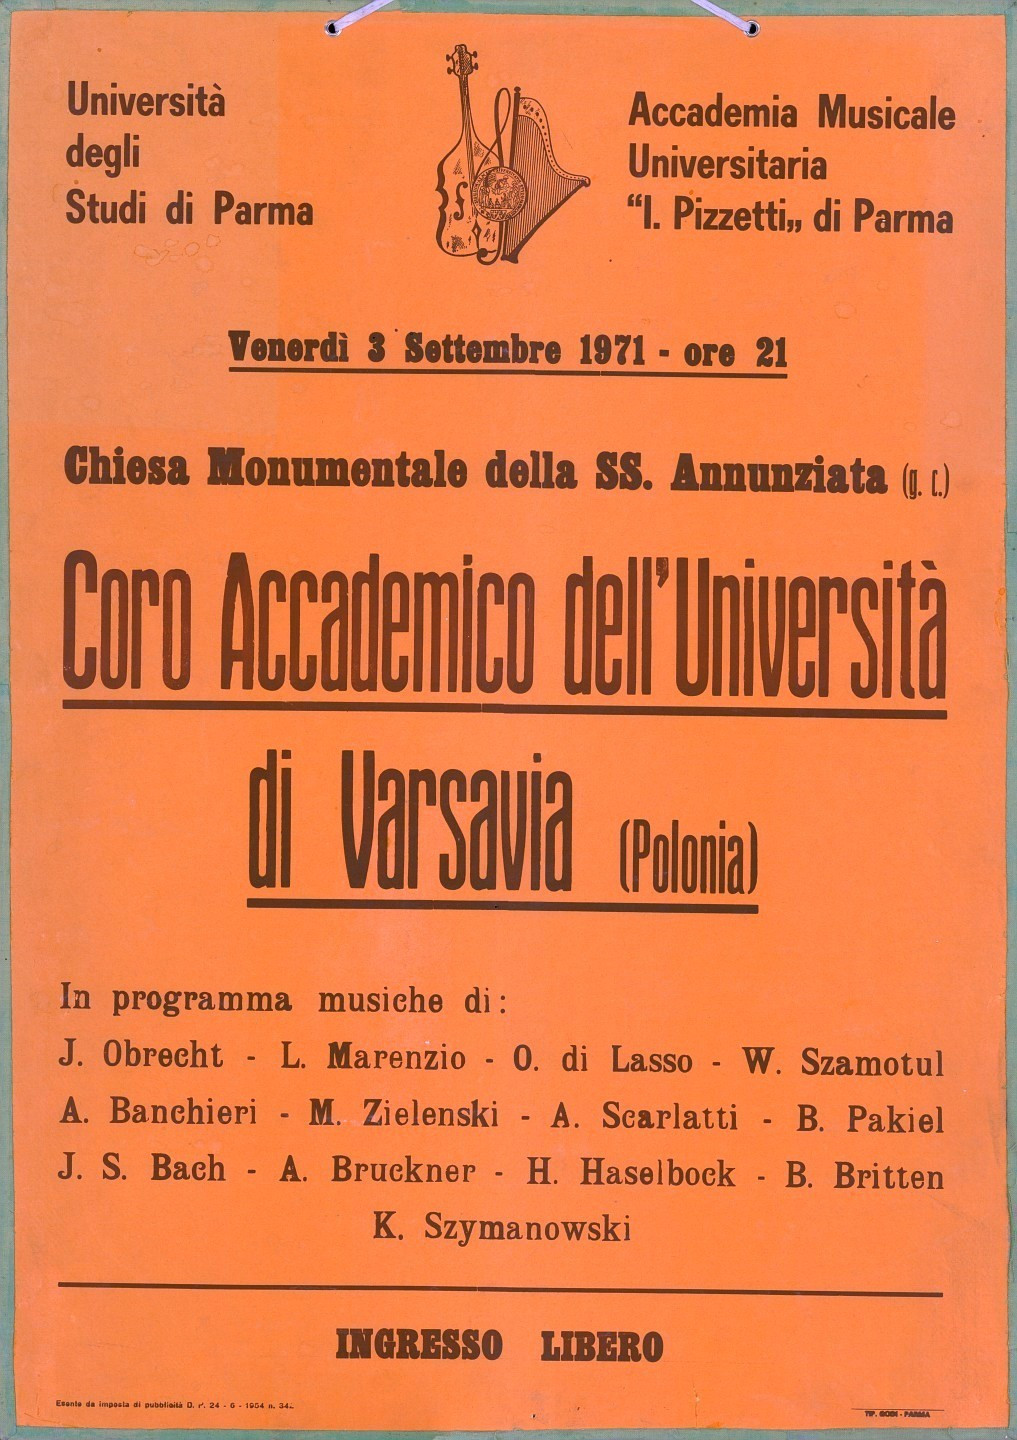 Università
degli
Studi di Parma
Accademia Musicale
Universitaria
“I. Pizzetti„ di Parma
Venerdì 3 Settembre 1971 - ore 21
Chiesa Monumentale della SS. Annunziata (g. c.)
Coro Accademico dell'Università
di Varsavia (Polonia)
In programma musiche di:
J. Obrecht - L. Marenzio - O. di Lasso - W. Szamotul
A. Banchieri - M. Zielenski - A. Scarlatti - B. Pakiel
J. S. Bach - A. Bruckner - H. Haselbock - B. Britten
K. Szymanowski
INGRESSO LIBERO
Esente da imposta di pubblicità D. 24 - 6 - 1954 n. 342
TIP. GODI - PARMA